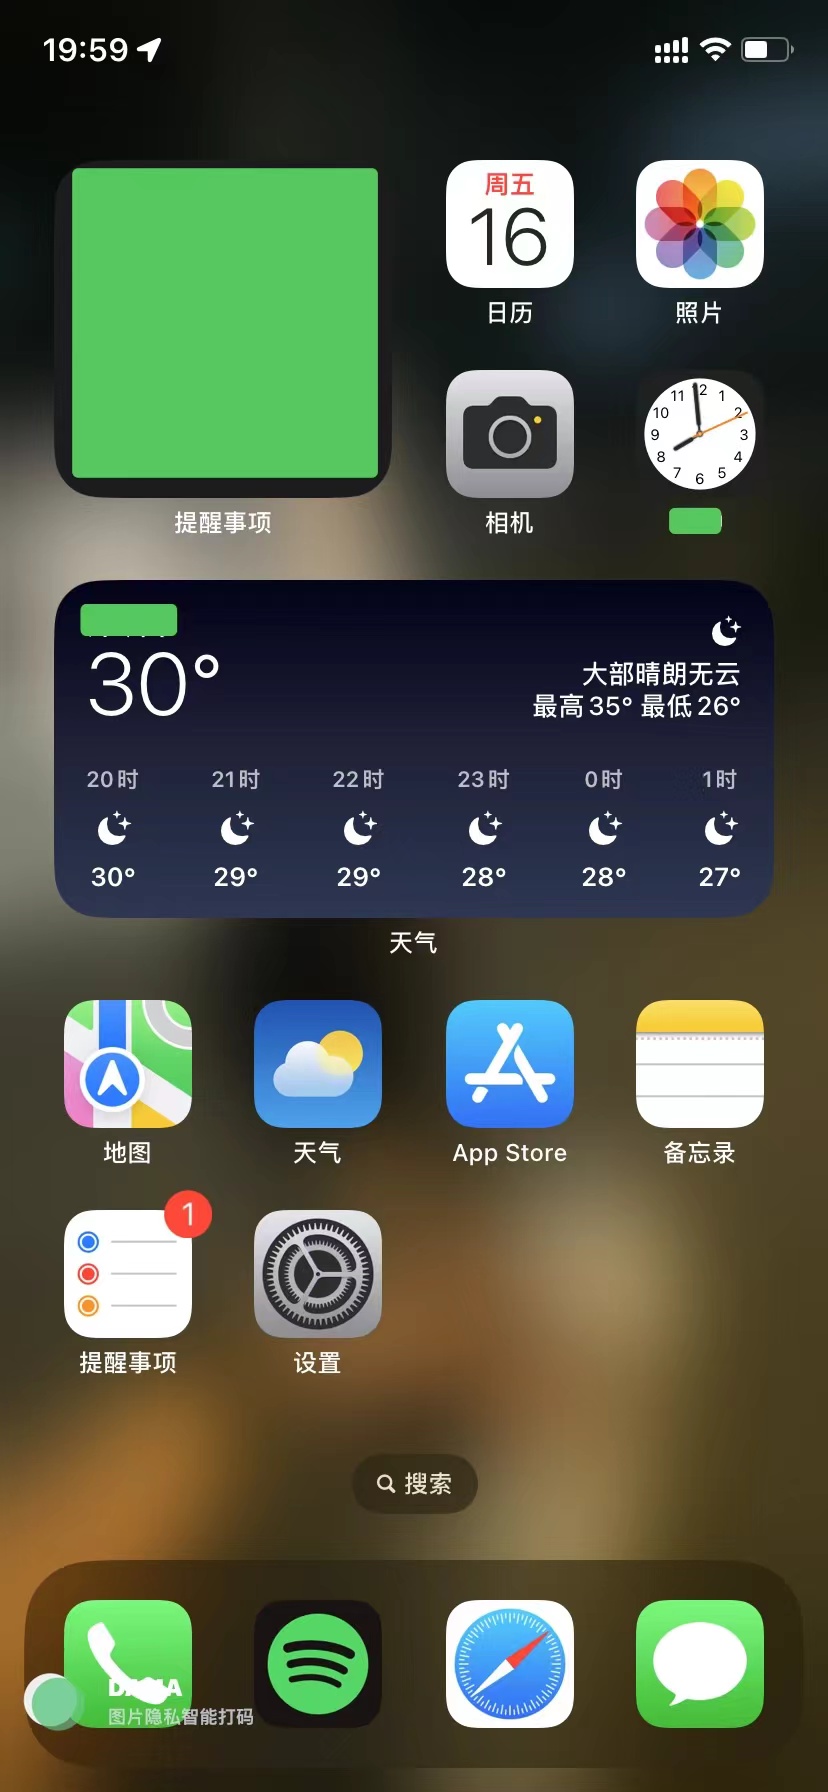 19:59
周五
16
日历
照片
提醒事项
相机
11 12 1
10 2
9 3
8 4
7 6 5
30°
大部晴朗无云
最高35° 最低26°
20时 21时 22时 23时 0时 1时
30° 29° 29° 28° 28° 27°
天气
地图 天气 App Store 备忘录
1
提醒事项 设置
搜索
图片隐私智能打码